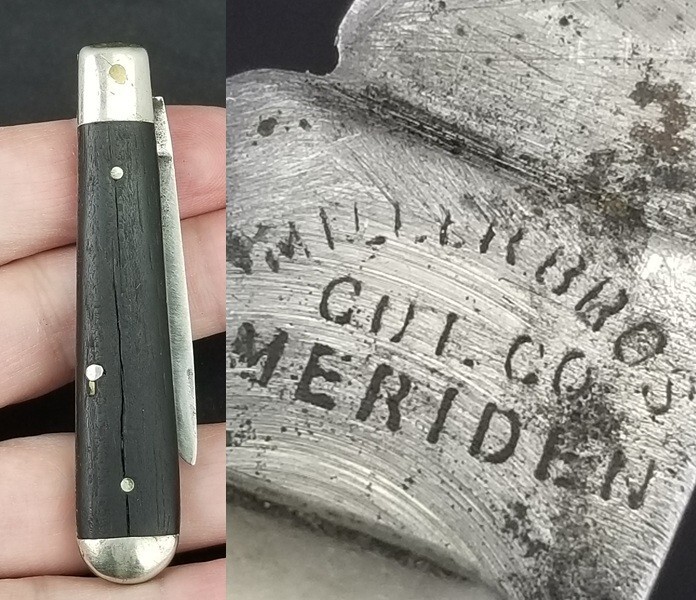 MILLER BROS
CUT. CO.
MERIDEN